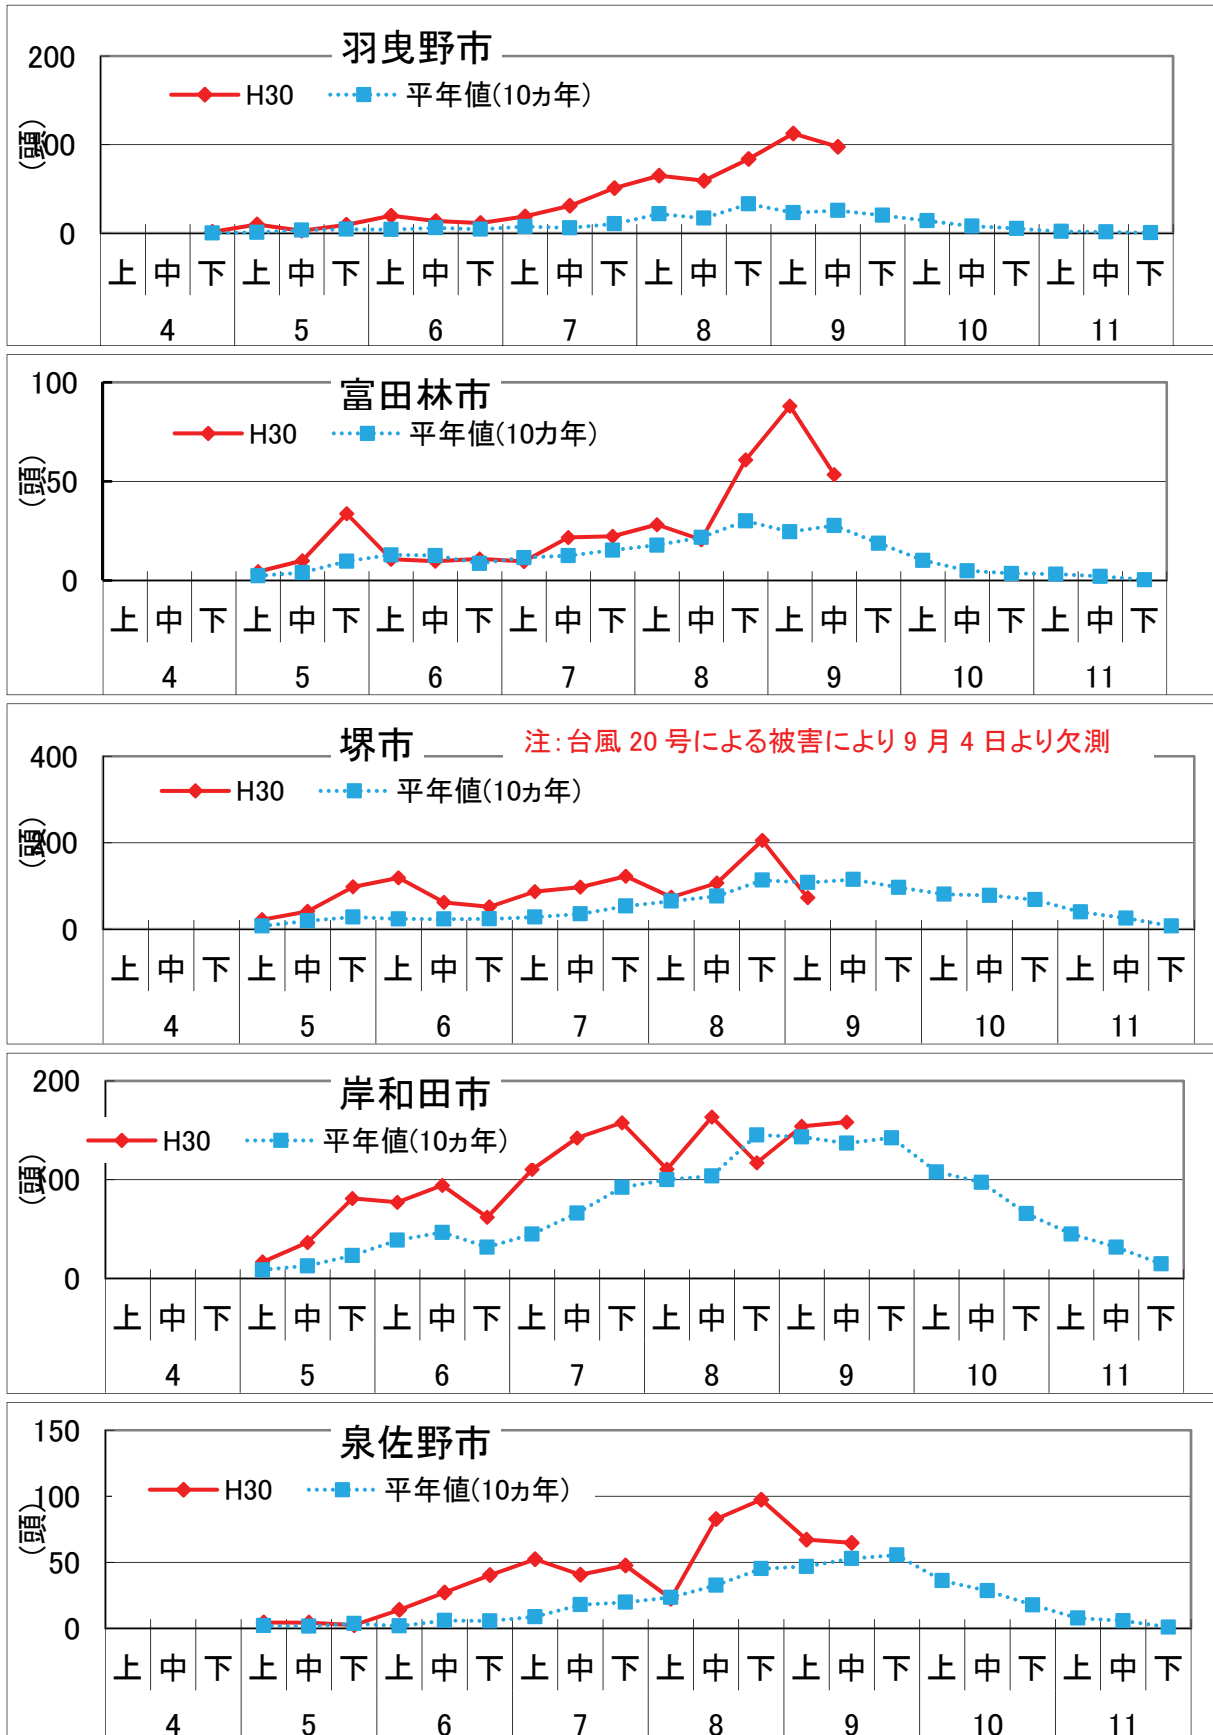 羽曳野市
200
H30 平年値(10ヵ年)
100
(頭)
0
上 中 下 上 中 下 上 中 下 上 中 下 上 中 下 上 中 下 上 中 下 上 中 下
4 5 6 7 8 9 10 11
富田林市
100
H30 平年値(10カ年)
50
(頭)
0
上 中 下 上 中 下 上 中 下 上 中 下 上 中 下 上 中 下 上 中 下 上 中 下
4 5 6 7 8 9 10 11
堺市 注:台風 20 号による被害により 9 月 4 日より欠測
400
H30 平年値(10ヵ年)
200
(頭)
0
上 中 下 上 中 下 上 中 下 上 中 下 上 中 下 上 中 下 上 中 下 上 中 下
4 5 6 7 8 9 10 11
岸和田市
200
H30 平年値(10ヵ年)
100
(頭)
0
上 中 下 上 中 下 上 中 下 上 中 下 上 中 下 上 中 下 上 中 下 上 中 下
4 5 6 7 8 9 10 11
泉佐野市
150
H30 平年値(10ヵ年)
100
(頭)
50
0
上 中 下 上 中 下 上 中 下 上 中 下 上 中 下 上 中 下 上 中 下 上 中 下
4 5 6 7 8 9 10 11